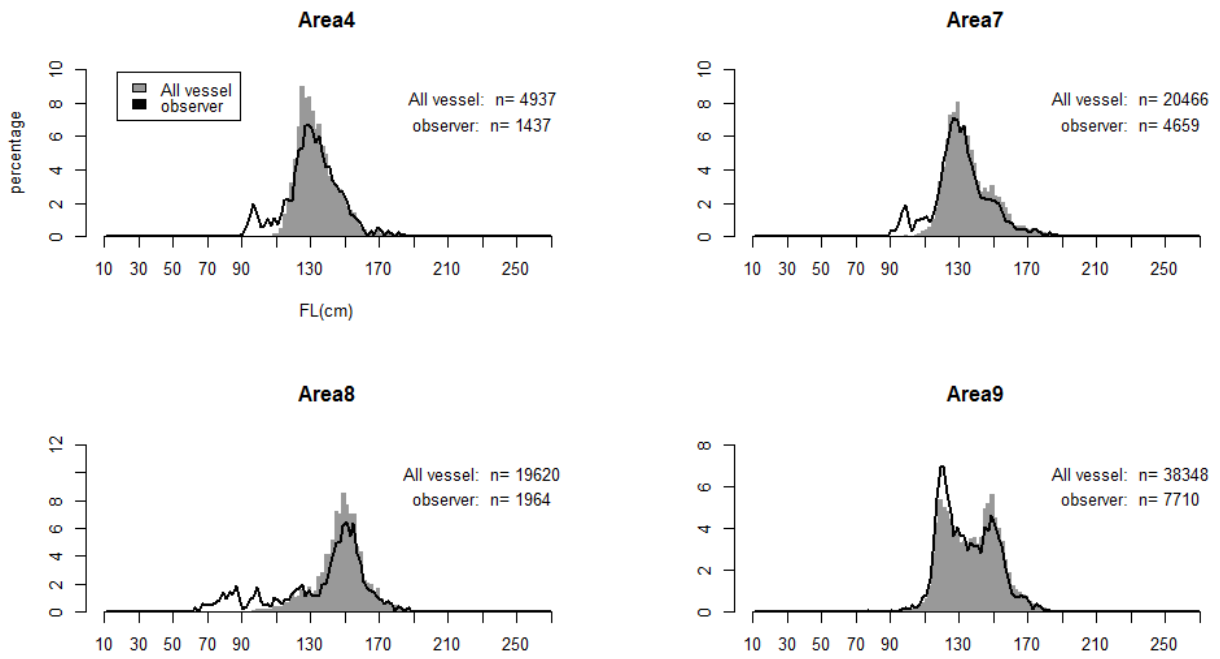 Area4
percentage
10
8
6
4
2
0
All vessel
observer
All vessel: n= 4937
observer: n= 1437
10 30 50 70 90 130 170 210 250
FL(cm)
Area7
10
8
6
4
2
0
All vessel: n= 20466
observer: n= 4659
10 30 50 70 90 130 170 210 250
Area8
12
8
6
4
2
0
All vessel: n= 19620
observer: n= 1964
10 30 50 70 90 130 170 210 250
Area9
8
6
4
2
0
All vessel: n= 38348
observer: n= 7710
10 30 50 70 90 130 170 210 250